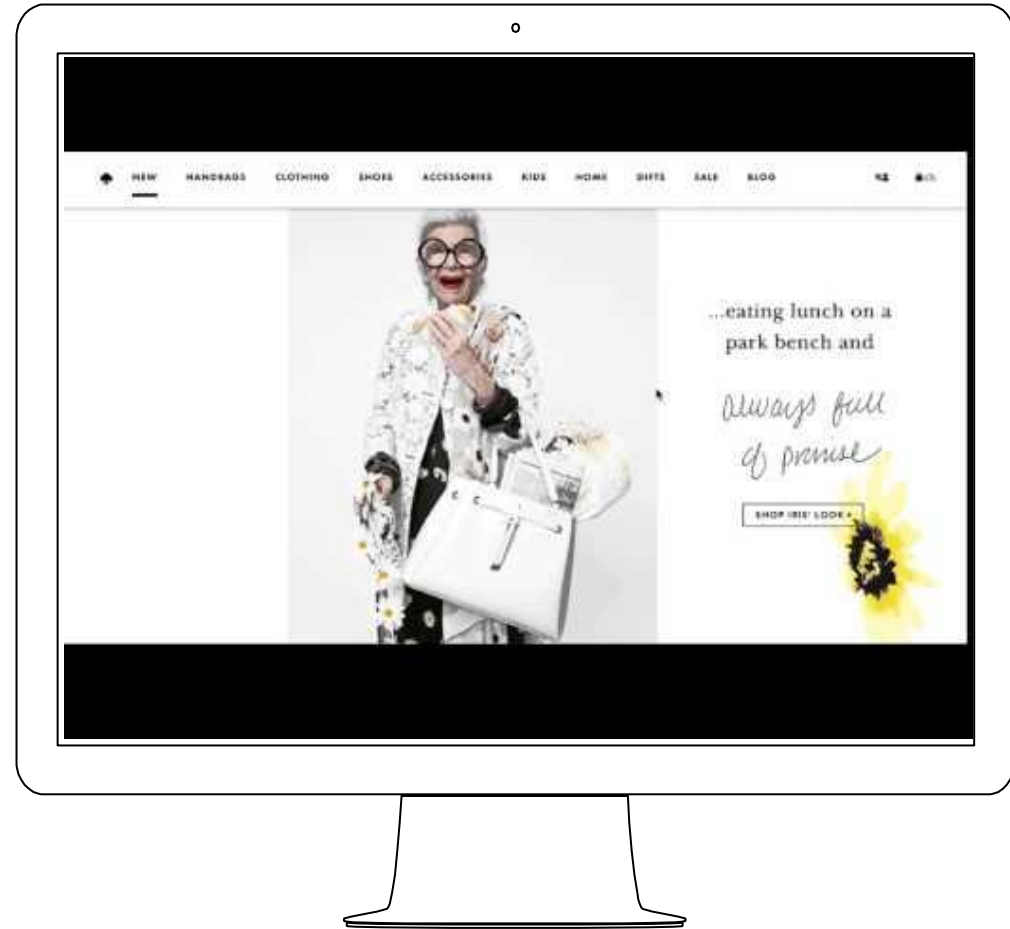 NEW HANDBAGS CLOTHING SHOES ACCESSORIES KIDS HOME GIFTS SALE BLOG
...eating lunch on a
park bench and
always full
of promise
SHOP IRIS' LOOK